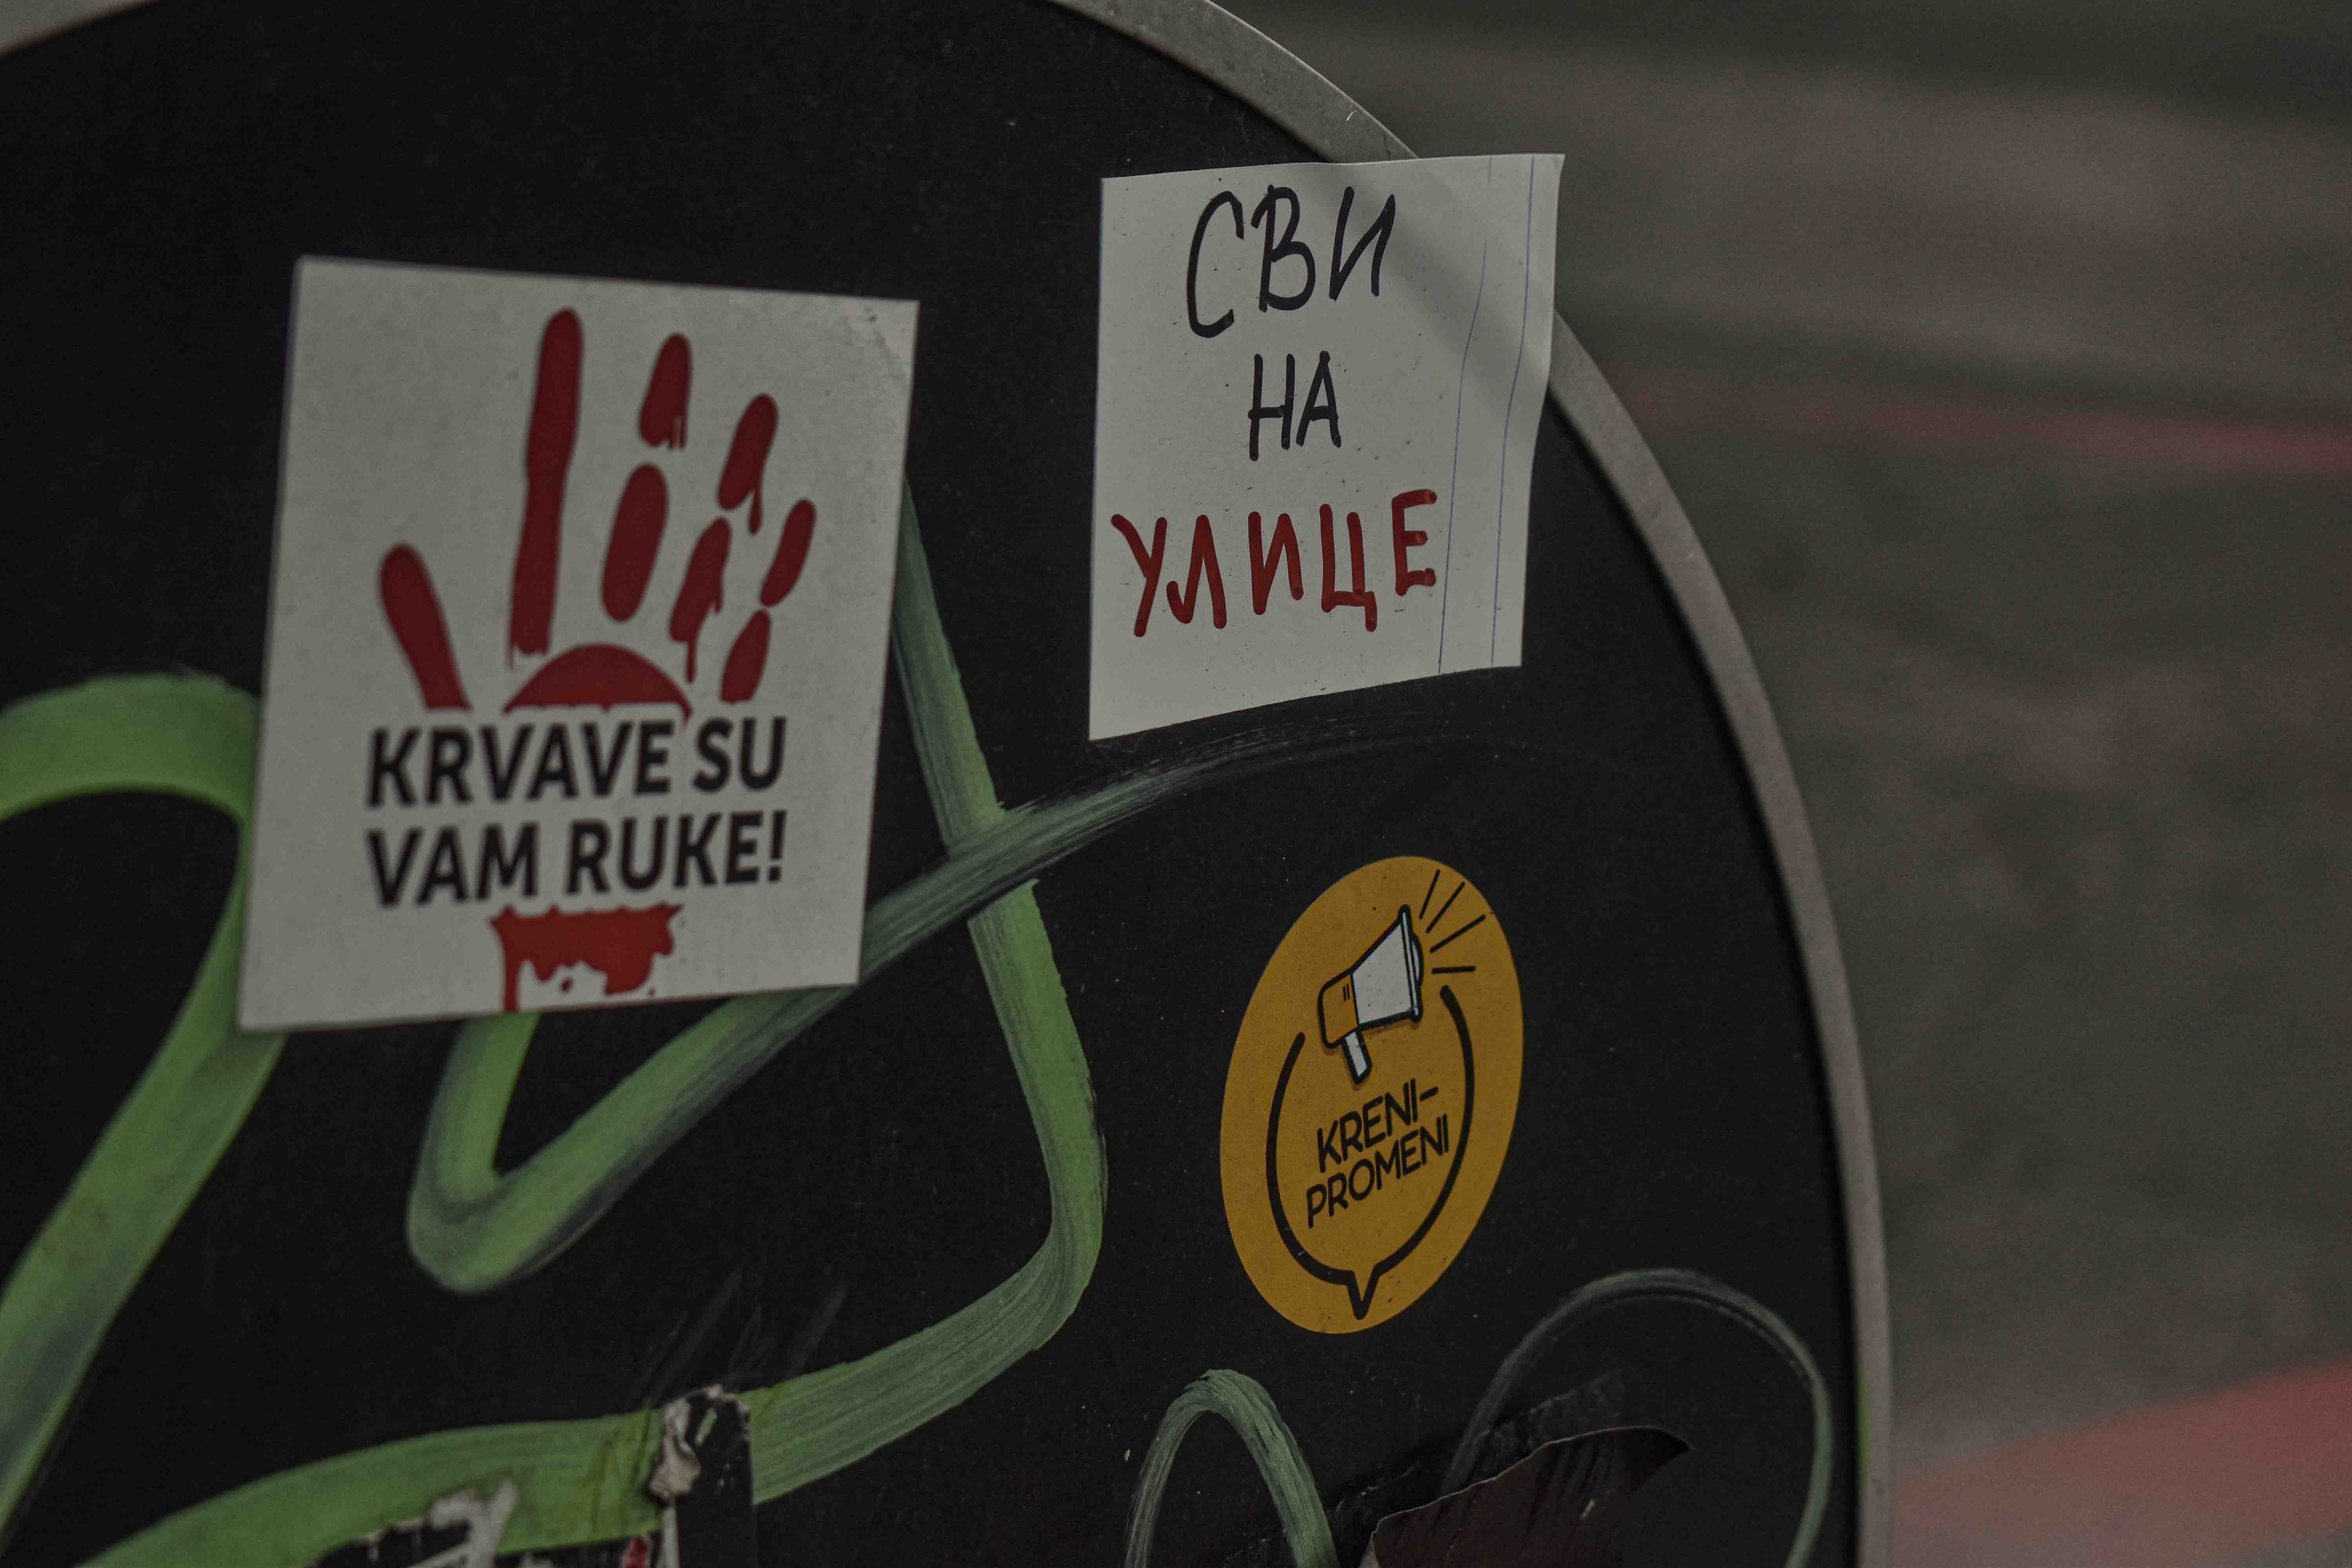 KRVAVE SU
VAM RUKE!
СВИ
НА
УЛИЦЕ
KRENI-
PROMENI